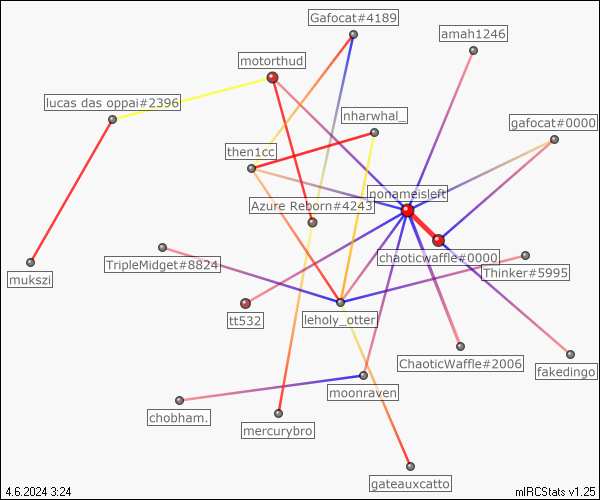 Gafocat#4189
amah1246
motorthud
lucas das oppai#2396
nharwhal_
gafocat#0000
then1cc
nonameisleft
Azure Reborn#4243
chaoticwaffle#0000
TripleMidget#8824
Thinker#5995
mukszi
tt532
leholy_otter
ChaoticWaffle#2006
fakedingo
moonraven
chobham.
mercurybro
gateauxcatto
4.6.2024 3:24
mIRCStats v1.25